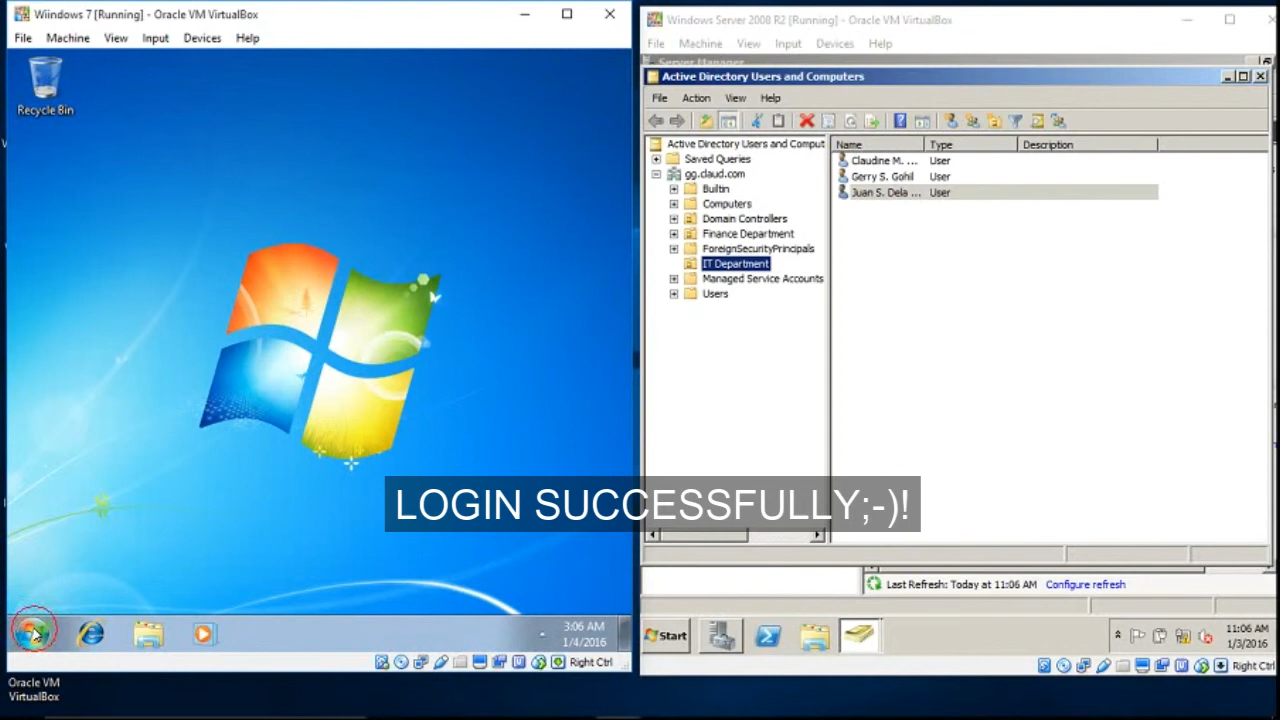 Wiindows 7 [Running] - Oracle VM VirtualBox
File Machine View Input Devices Help
Recycle Bin
3:06 AM
1/4/2016
Right Ctrl
Oracle VM
VirtualBox
Windows Server 2008 R2 [Running] - Oracle VM VirtualBox
File Machine View Input Devices Help
Server Manager
Active Directory Users and Computers
File Action View Help
Active Directory Users and Comput
Saved Queries
gg.claud.com
Builtin
Computers
Domain Controllers
Finance Department
ForeignSecurityPrincipals
IT Department
Managed Service Accounts
Users
Name Type Description
Claudine M. ... User
Gerry S. Gohil User
Juan S. Dela ... User
LOGIN SUCCESSFULLY;-)!
Last Refresh: Today at 11:06 AM Configure refresh
Start
11:06 AM
1/3/2016
Right Ctrl